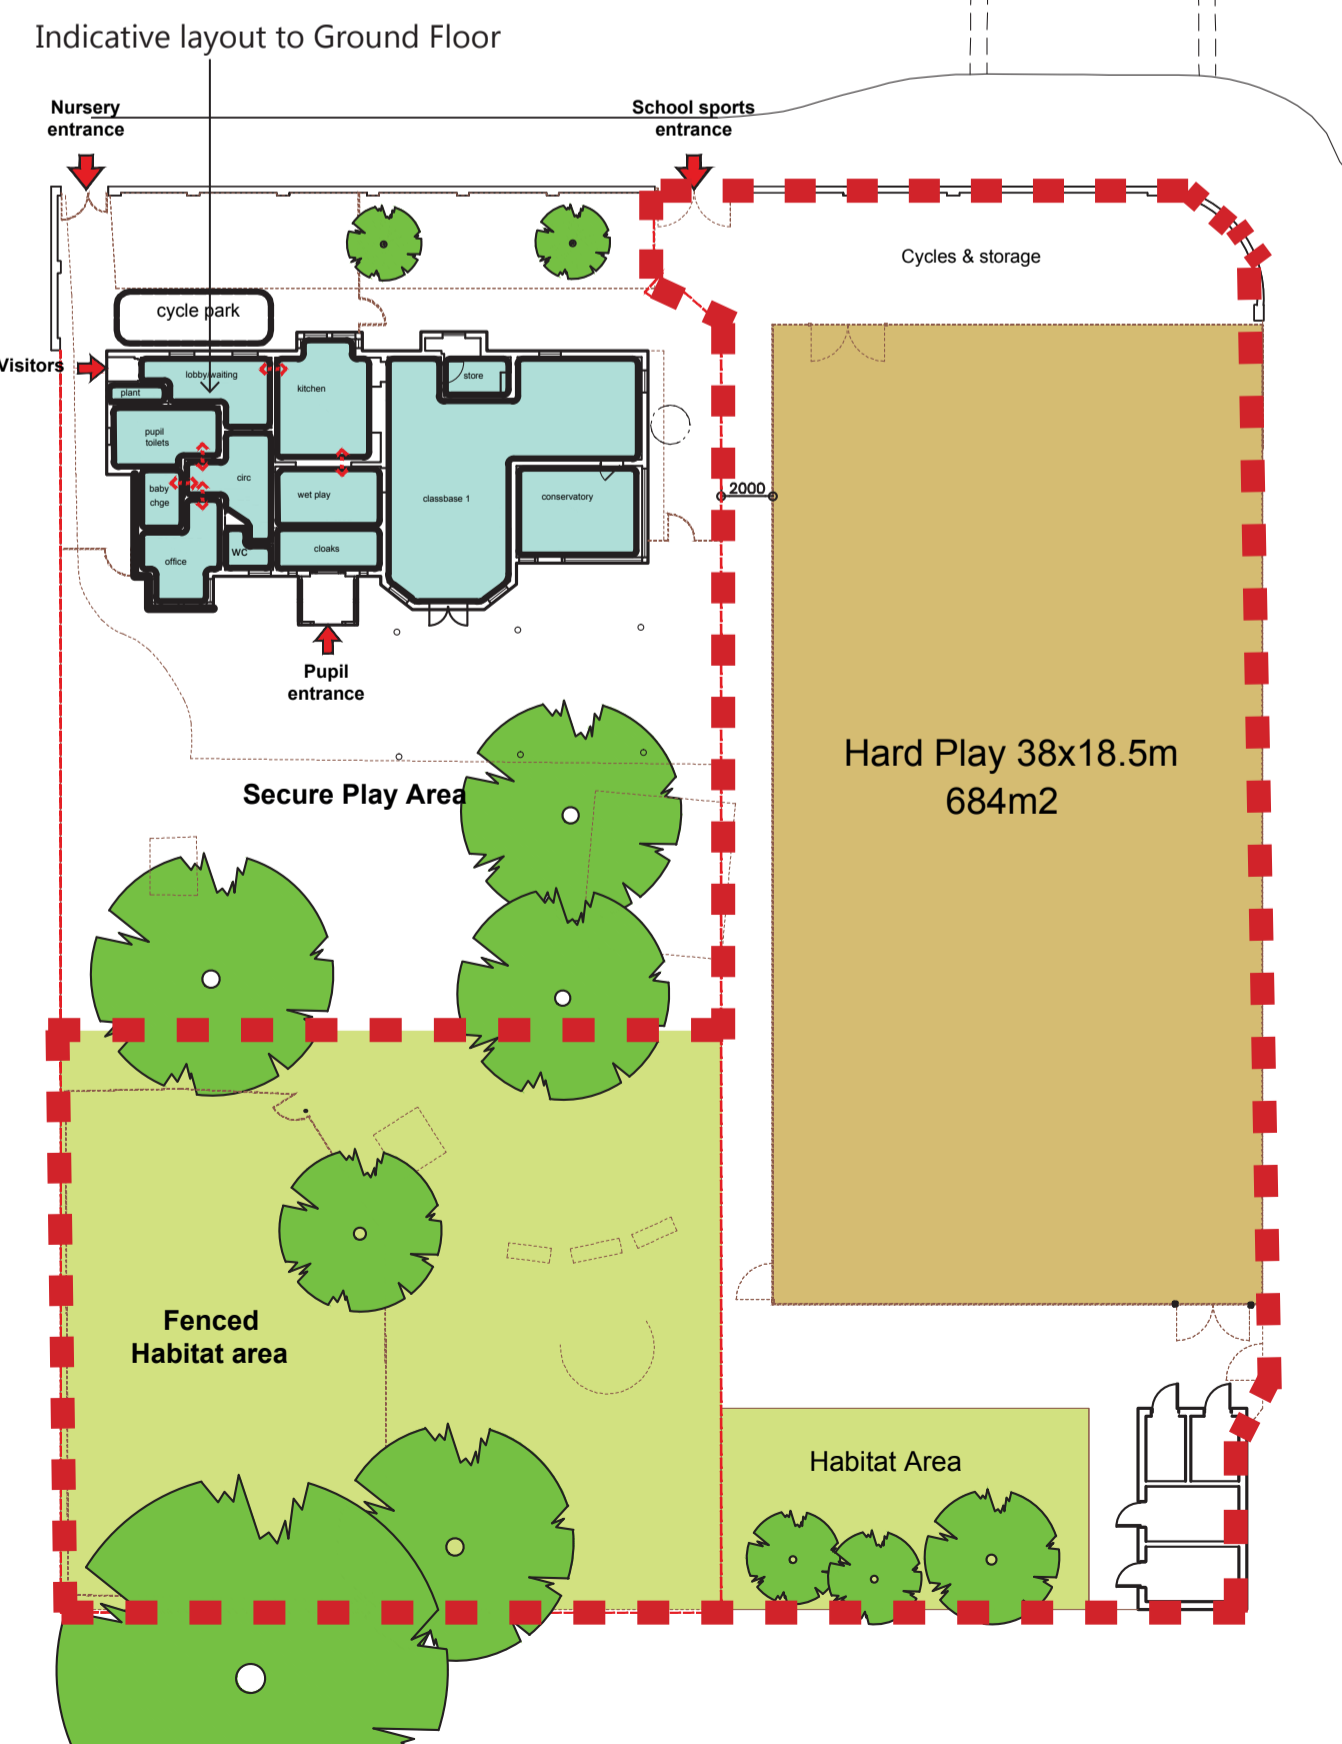 Indicative layout to Ground Floor
Nursery
entrance
School sports
entrance
Cycles & storage
cycle park
Visitors
lobby/waiting
kitchen
store
plant
pupil
toilets
circ
baby
chge
wet play
classbase 1
conservatory
2000
office
WC
cloaks
Pupil
entrance
Hard Play 38x18.5m
684m2
Secure Play Area
Fenced
Habitat area
Habitat Area